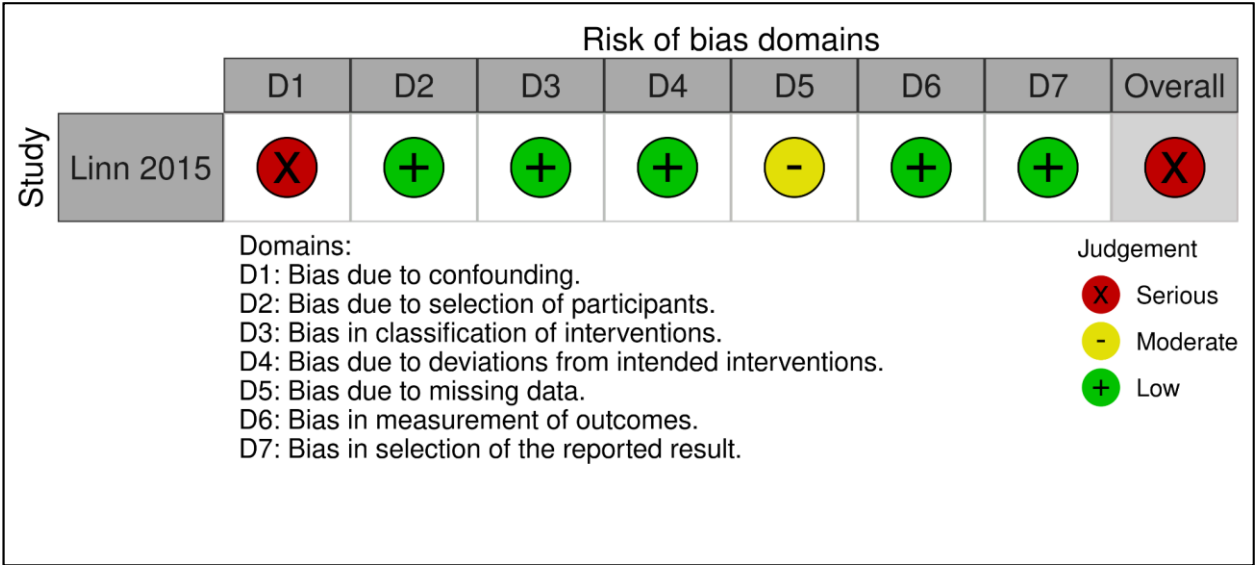 Risk of bias domains
D1 D2 D3 D4 D5 D6 D7 Overall
Study
Linn 2015 X + + + - + + X
Domains:
D1: Bias due to confounding.
D2: Bias due to selection of participants.
D3: Bias in classification of interventions.
D4: Bias due to deviations from intended interventions.
D5: Bias due to missing data.
D6: Bias in measurement of outcomes.
D7: Bias in selection of the reported result.
Judgement
X Serious
- Moderate
+ Low